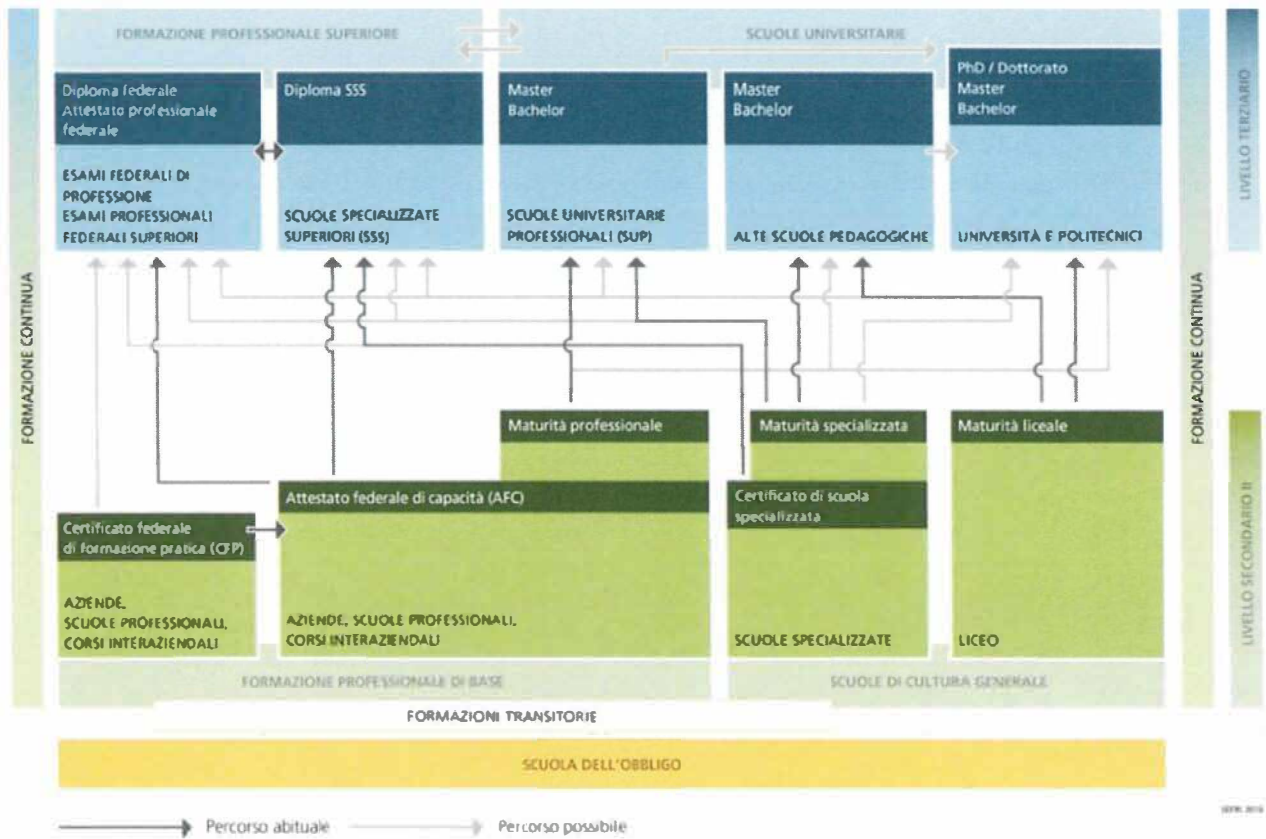 FORMAZIONE PROFESSIONALE SUPERIORE
SCUOLE UNIVERSITARIE
Diploma federale
Attestato professionale
federale
Diploma SSS
Master
Bachelor
Master
Bachelor
PhD / Dottorato
Master
Bachelor
ESAMI FEDERALI DI
PROFESSIONE
ESAMI PROFESSIONALI
FEDERALI SUPERIORI
SCUOLE SPECIALIZZATE
SUPERIORI (SSS)
SCUOLE UNIVERSITARIE
PROFESSIONALI (SUP)
ALTE SCUOLE PEDAGOGICHE
UNIVERSITÀ E POLITECNICI
FORMAZIONE CONTINUA
FORMAZIONE CONTINUA
LIVELLO TERZIARIO
LIVELLO SECONDARIO II
Maturità professionale
Maturità specializzata
Maturità liceale
Attestato federale di capacità (AFC)
Certificato di scuola
specializzata
Certificato federale
di formazione pratica (CFP)
AZIENDE,
SCUOLE PROFESSIONALI,
CORSI INTERAZIENDALI
AZIENDE, SCUOLE PROFESSIONALI,
CORSI INTERAZIENDALI
SCUOLE SPECIALIZZATE
LICEO
FORMAZIONE PROFESSIONALE DI BASE
SCUOLE DI CULTURA GENERALE
FORMAZIONI TRANSITORIE
SCUOLA DELL'OBBLIGO
Percorso abituale
Percorso possibile